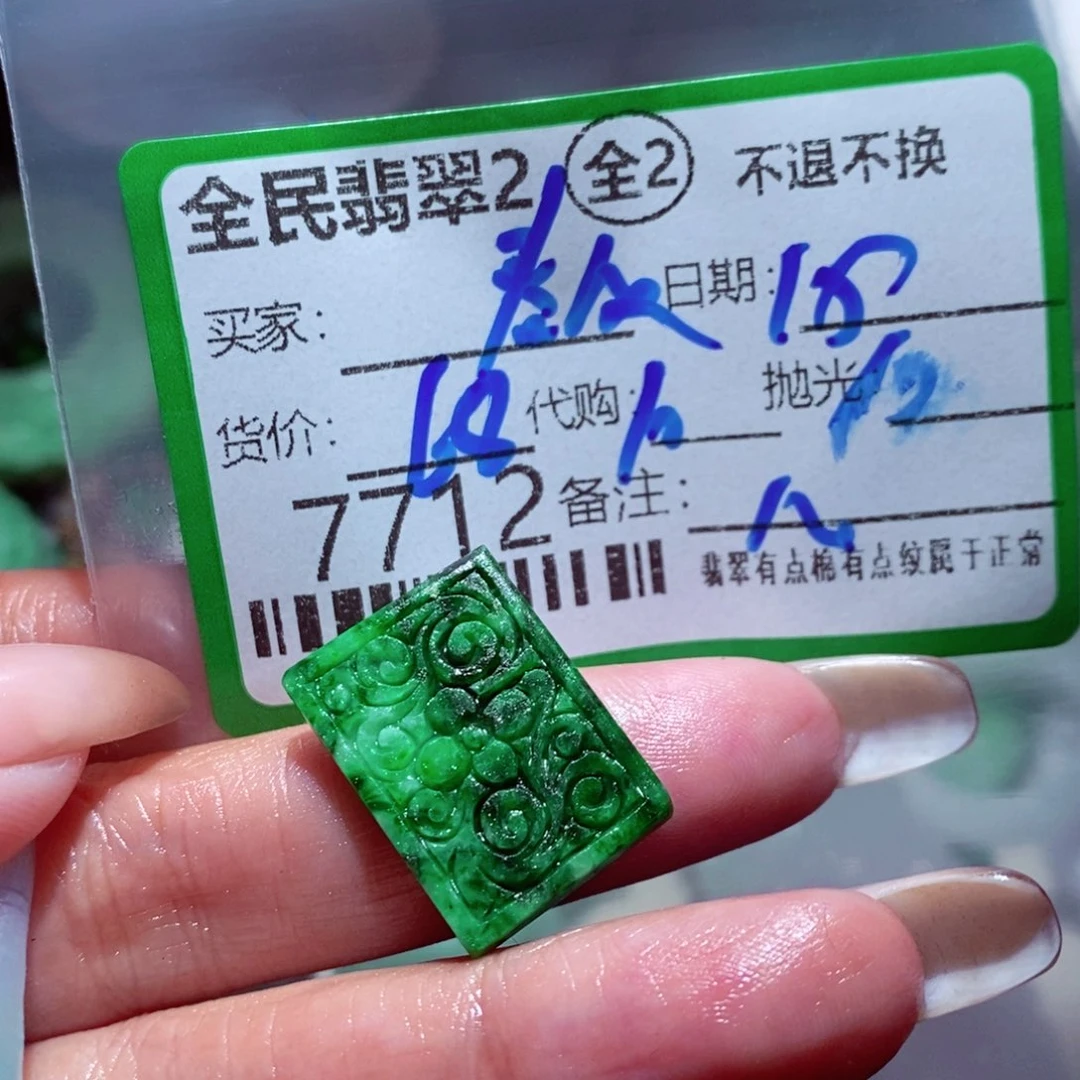 全民翡翠2 全2 不退不换
买家: 日期: 18
货价: 代购: 抛光:
7712 备注:
翡翠有点棉有点纹属于正常